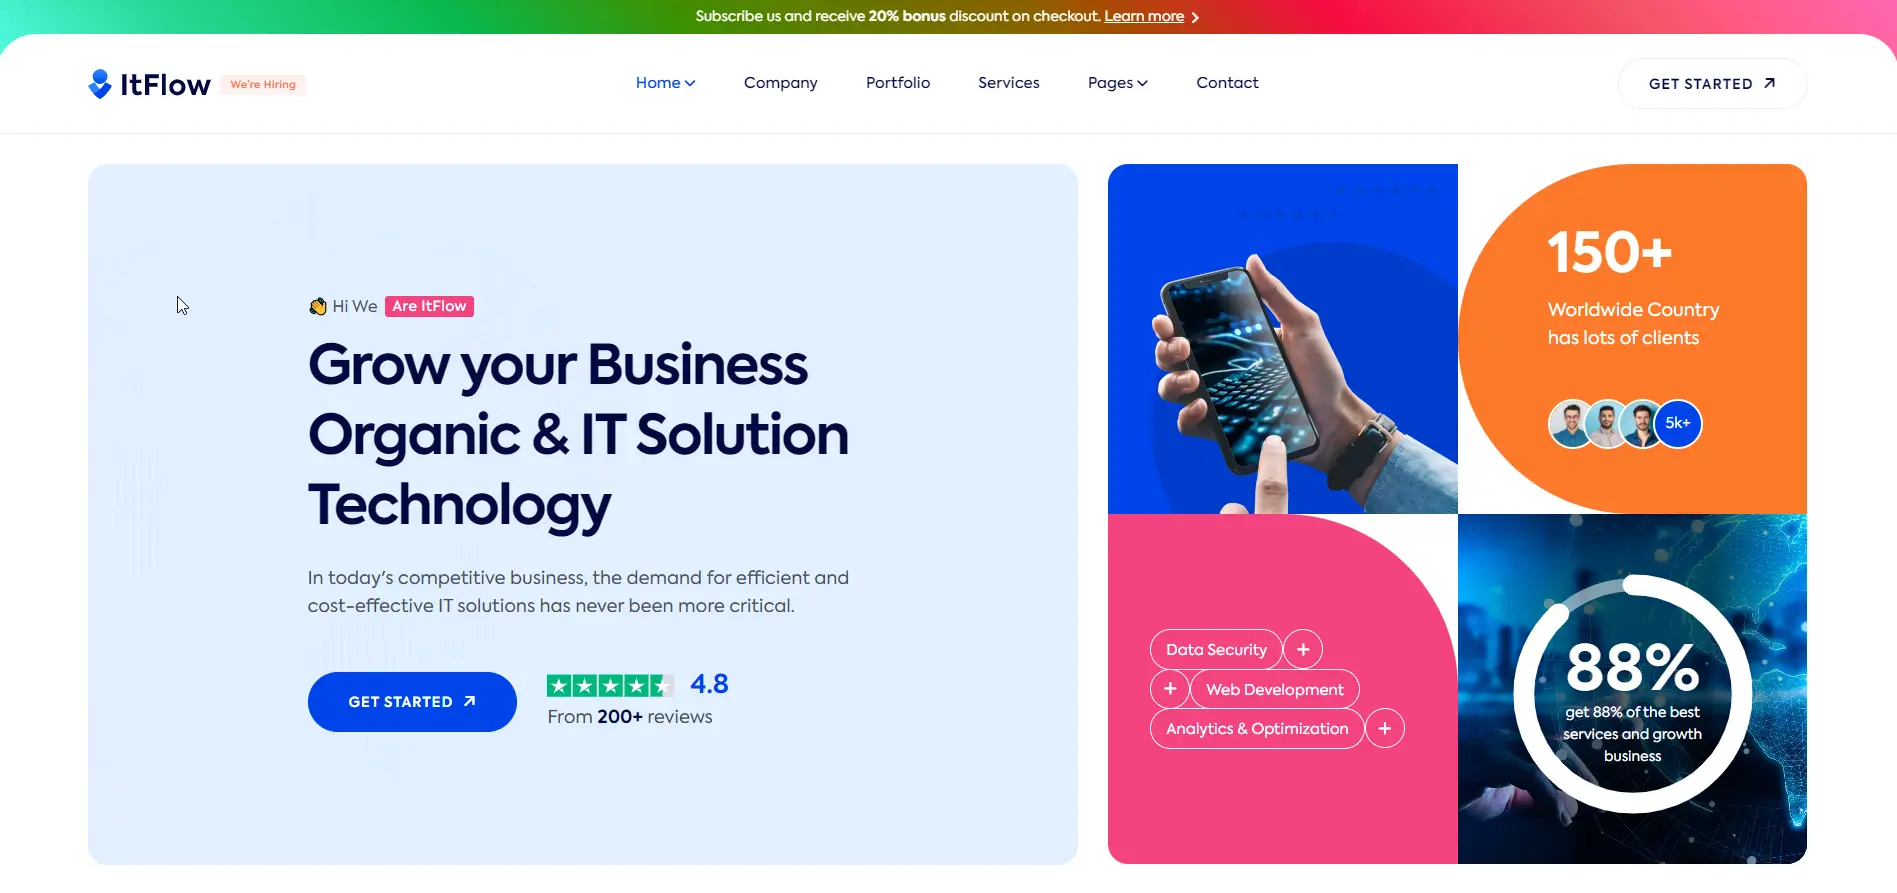 Subscribe us and receive 20% bonus discount on checkout. Learn more
ItFlow
We're Hiring
Home
Company
Portfolio
Services
Pages
Contact
GET STARTED
Hi We Are ItFlow
Grow your Business
Organic & IT Solution
Technology
In today's competitive business, the demand for efficient and
cost-effective IT solutions has never been more critical.
GET STARTED
4.8
From 200+ reviews
150+
Worldwide Country
has lots of clients
5k+
Data Security +
+ Web Development
Analytics & Optimization +
88%
get 88% of the best
services and growth
business